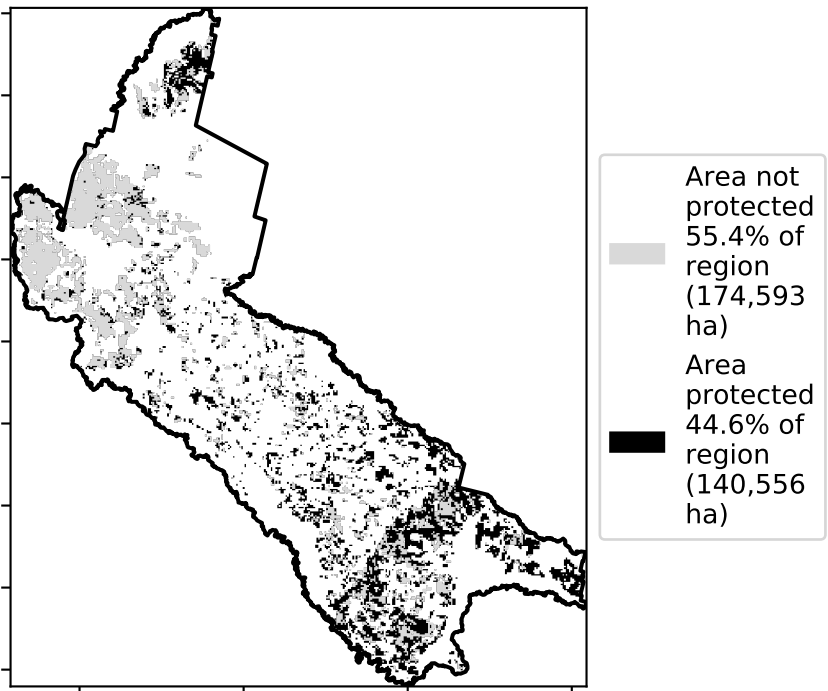 Area not
protected
55.4% of
region
(174,593
ha)
Area
protected
44.6% of
region
(140,556
ha)